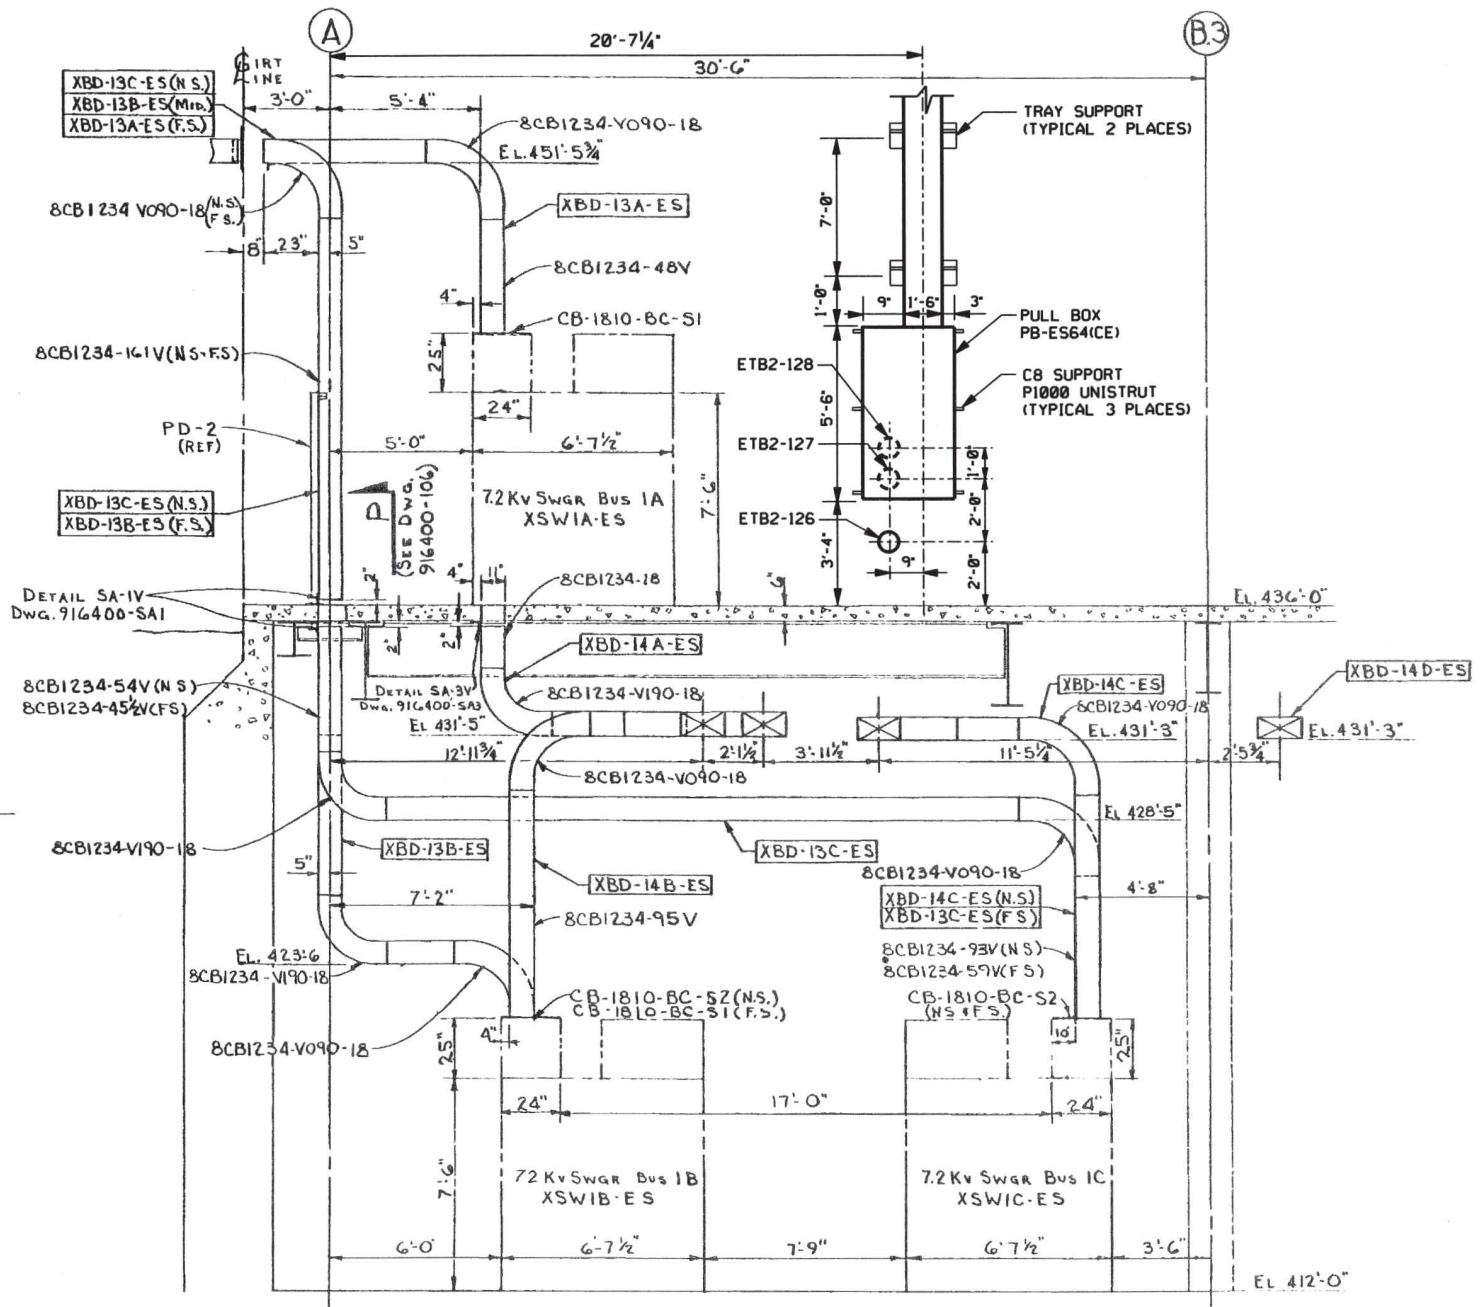 A
B.3
20'-7¼"
30'-6"
GIRT
LINE
XBD-13C-ES(N S.)
XBD-13B-ES(MID.)
XBD-13A-ES(F.S.)
3'-0"
5'-4"
8CB1234-V090-18
EL. 451'-5¾"
TRAY SUPPORT
(TYPICAL 2 PLACES)
8CB1234 V090-18(N.S)
(F S.)
XBD-13A-ES
7'-0"
8"
23"
5"
8CB1234-48V
4"
1'-0"
9"
1'-6"
3"
CB-1810-BC-S1
PULL BOX
PB-ES64(CE)
8CB1234-161V(NS+F.S)
25"
ETB2-128
C8 SUPPORT
P1000 UNISTRUT
(TYPICAL 3 PLACES)
24"
5'-6"
PD-2
(REF)
5'-0"
6'-7½"
ETB2-127
1'-0"
XBD-13C-ES(N.S.)
XBD-13B-ES(F.S.)
P
(SEE DWG.
916400-106)
7.2 KV SWGR BUS 1A
XSW1A-ES
7'-6"
2'-0"
ETB2-126
3'-4"
9"
2'-0"
2"
4"
11"
8CB1234-18
6"
DETAIL SA-1V
DWG. 916400-SA1
EL. 436'-0"
2"
2"
XBD-14A-ES
XBD-14D-ES
8CB1234-54V(N S)
8CB1234-45½V(FS)
DETAIL SA-3V
DWG. 916400-SA3
8CB1234-V190-18
XBD-14C-ES
8CB1234-V090-18
EL 431'-5"
EL. 431'-3"
EL. 431'-3"
12'-11¾"
2'-1½"
3'-11½"
11'-5¼"
2'-5¾"
8CB1234-V090-18
EL 428'-5"
8CB1234-V190-18
XBD-13B-ES
XBD-13C-ES
8CB1234-V090-18
5"
XBD-14B-ES
4'-8"
7'-2"
XBD-14C-ES(N.S.)
XBD-13C-ES(F S)
8CB1234-95V
8CB1234-93V(N S)
8CB1234-59V(F S)
EL. 423-6
8CB1234-V190-18
CB-1810-BC-S2(N.S.)
CB-1810-BC-S1(F.S.)
CB-1810-BC-S2
(NS & F S.)
8CB1234-V090-18
4"
25"
10"
25"
24"
17'-0"
24"
7'-6"
72 KV SWGR BUS 1B
XSW1B-ES
7.2 KV SWGR BUS 1C
XSW1C-ES
6'-0"
6'-7½"
7'-9"
6'-7½"
3'-6"
EL 412'-0"